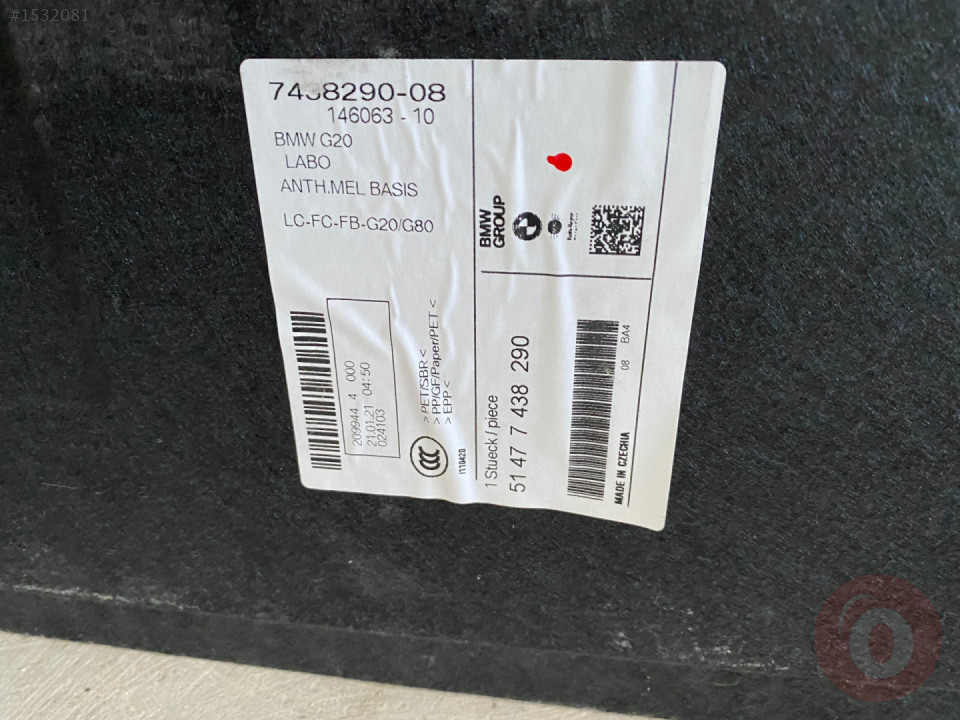 #1532081
7438290-08
146063 - 10
BMW G20
LABO
ANTH.MEL BASIS
LC-FC-FB-G20/G80
209944 4 000
21.01.21 04:50
024103
> PET/SBR <
> PP/GF/Paper/PET <
> EPP <
CCC
I110420
BMW
GROUP
1 Stueck / piece
51 47 7 438 290
08 BA4
MADE IN CZECHIA